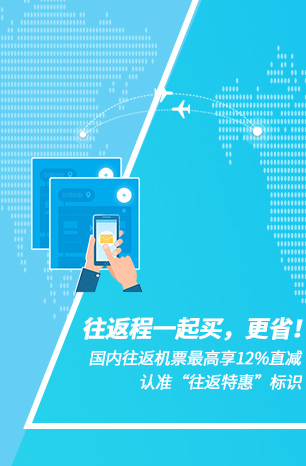 往返程一起买，更省！
国内往返机票最高享12%直减
认准“往返特惠”标识